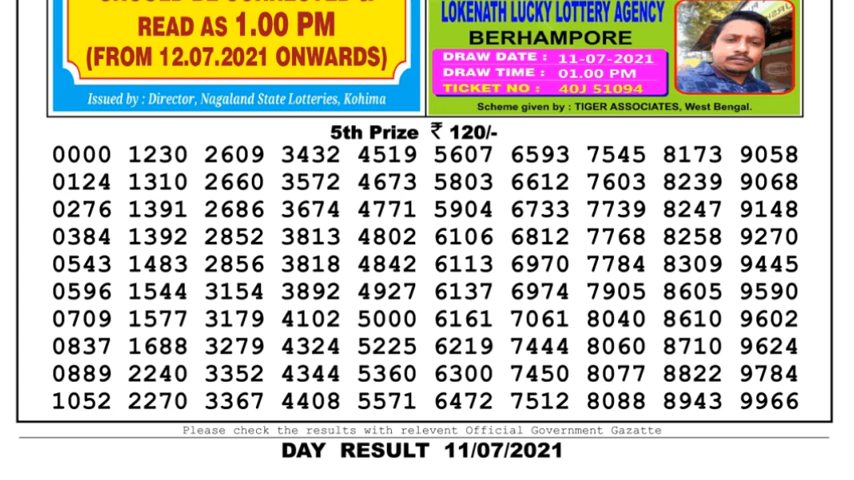 READ AS 1.00 PM
(FROM 12.07.2021 ONWARDS)
Issued by : Director, Nagaland State Lotteries, Kohima
LOKENATH LUCKY LOTTERY AGENCY
BERHAMPORE
DRAW DATE : 11-07-2021
DRAW TIME : 01.00 PM
TICKET NO : 40J 51094
Scheme given by : TIGER ASSOCIATES, West Bengal.
5th Prize ₹ 120/-
0000 1230 2609 3432 4519 5607 6593 7545 8173 9058
0124 1310 2660 3572 4673 5803 6612 7603 8239 9068
0276 1391 2686 3674 4771 5904 6733 7739 8247 9148
0384 1392 2852 3813 4802 6106 6812 7768 8258 9270
0543 1483 2856 3818 4842 6113 6970 7784 8309 9445
0596 1544 3154 3892 4927 6137 6974 7905 8605 9590
0709 1577 3179 4102 5000 6161 7061 8040 8610 9602
0837 1688 3279 4324 5225 6219 7444 8060 8710 9624
0889 2240 3352 4344 5360 6300 7450 8077 8822 9784
1052 2270 3367 4408 5571 6472 7512 8088 8943 9966
Please check the results with relevent Official Government Gazatte
DAY RESULT 11/07/2021